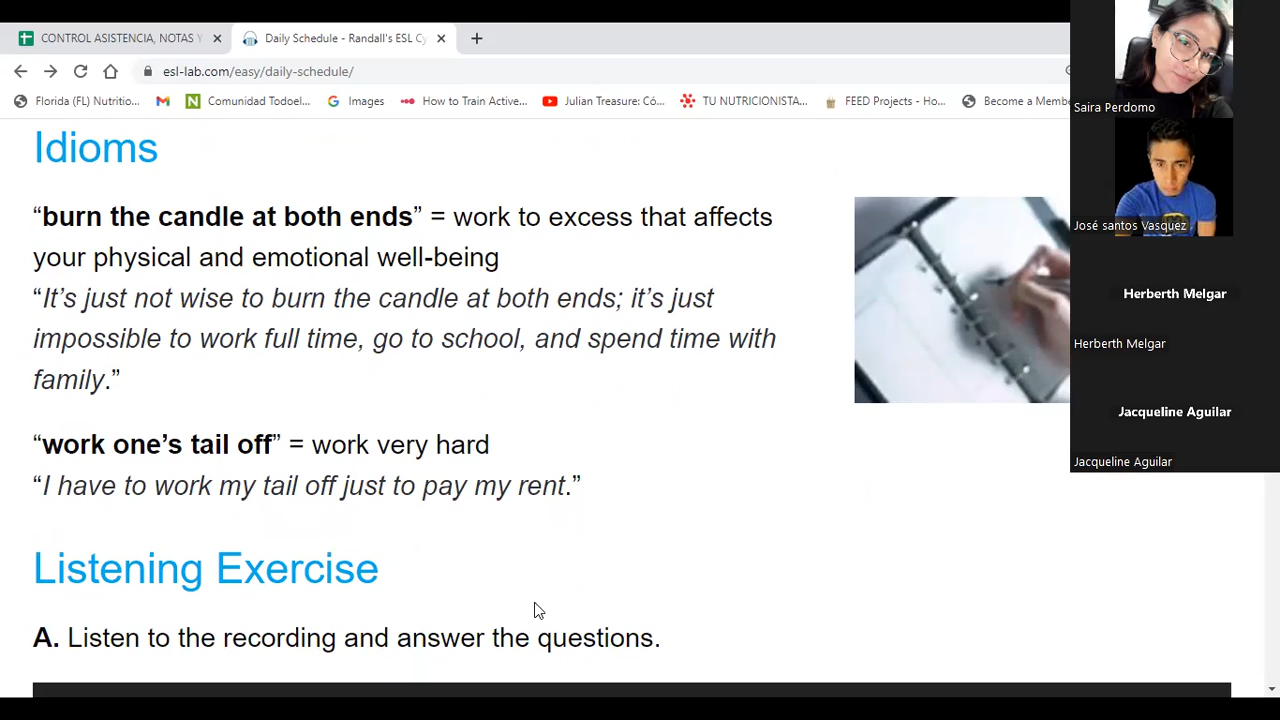 CONTROL ASISTENCIA, NOTAS Y
Daily Schedule - Randall's ESL Cy
esl-lab.com/easy/daily-schedule/
Florida (FL) Nutritio...
Comunidad Todoel...
Images
How to Train Active...
Julian Treasure: Có...
TU NUTRICIONISTA...
FEED Projects - Ho...
Become a Membe
Idioms
“burn the candle at both ends” = work to excess that affects
your physical and emotional well-being
“It’s just not wise to burn the candle at both ends; it’s just
impossible to work full time, go to school, and spend time with
family.”
“work one’s tail off” = work very hard
“I have to work my tail off just to pay my rent.”
Listening Exercise
A. Listen to the recording and answer the questions.
Saira Perdomo
José santos Vasquez
Herberth Melgar
Herberth Melgar
Jacqueline Aguilar
Jacqueline Aguilar